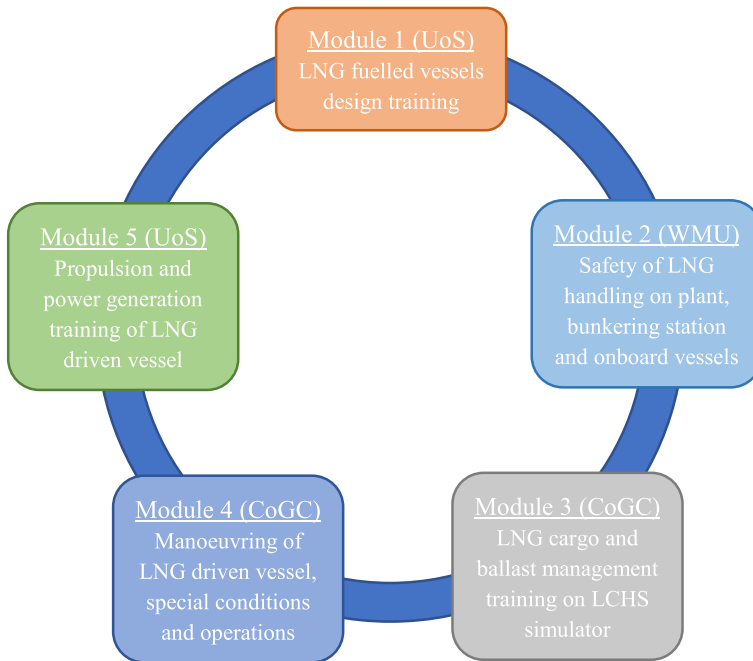 Module 1 (UoS)
LNG fuelled vessels
design training
Module 2 (WMU)
Safety of LNG
handling on plant,
bunkering station
and onboard vessels
Module 3 (CoGC)
LNG cargo and
ballast management
training on LCHS
simulator
Module 4 (CoGC)
Manoeuvring of
LNG driven vessel,
special conditions
and operations
Module 5 (UoS)
Propulsion and
power generation
training of LNG
driven vessel